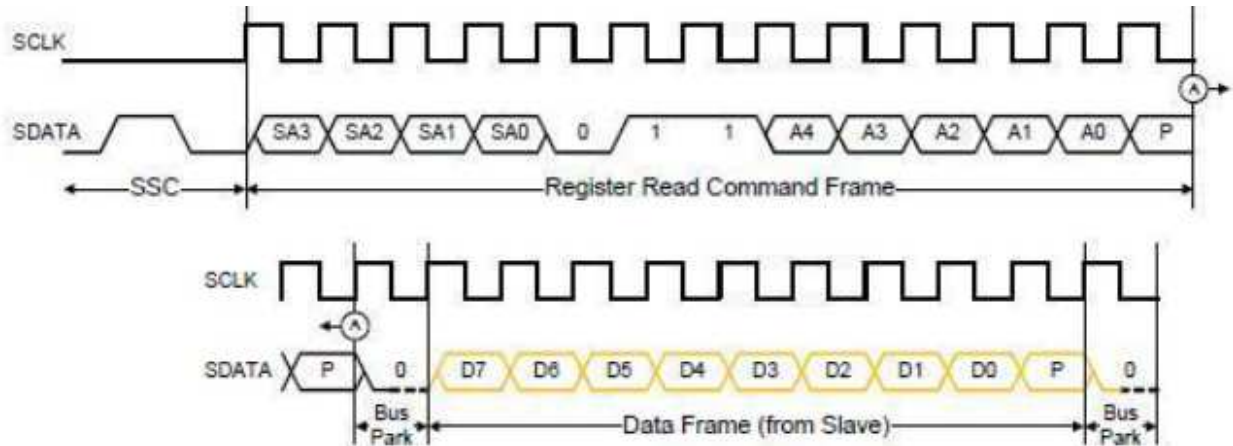 SCLK
A
SDATA SA3 SA2 SA1 SA0 0 1 1 A4 A3 A2 A1 A0 P
SSC Register Read Command Frame
SCLK
A
SDATA P 0 D7 D6 D5 D4 D3 D2 D1 D0 P 0
Bus Park Data Frame (from Slave) Bus Park